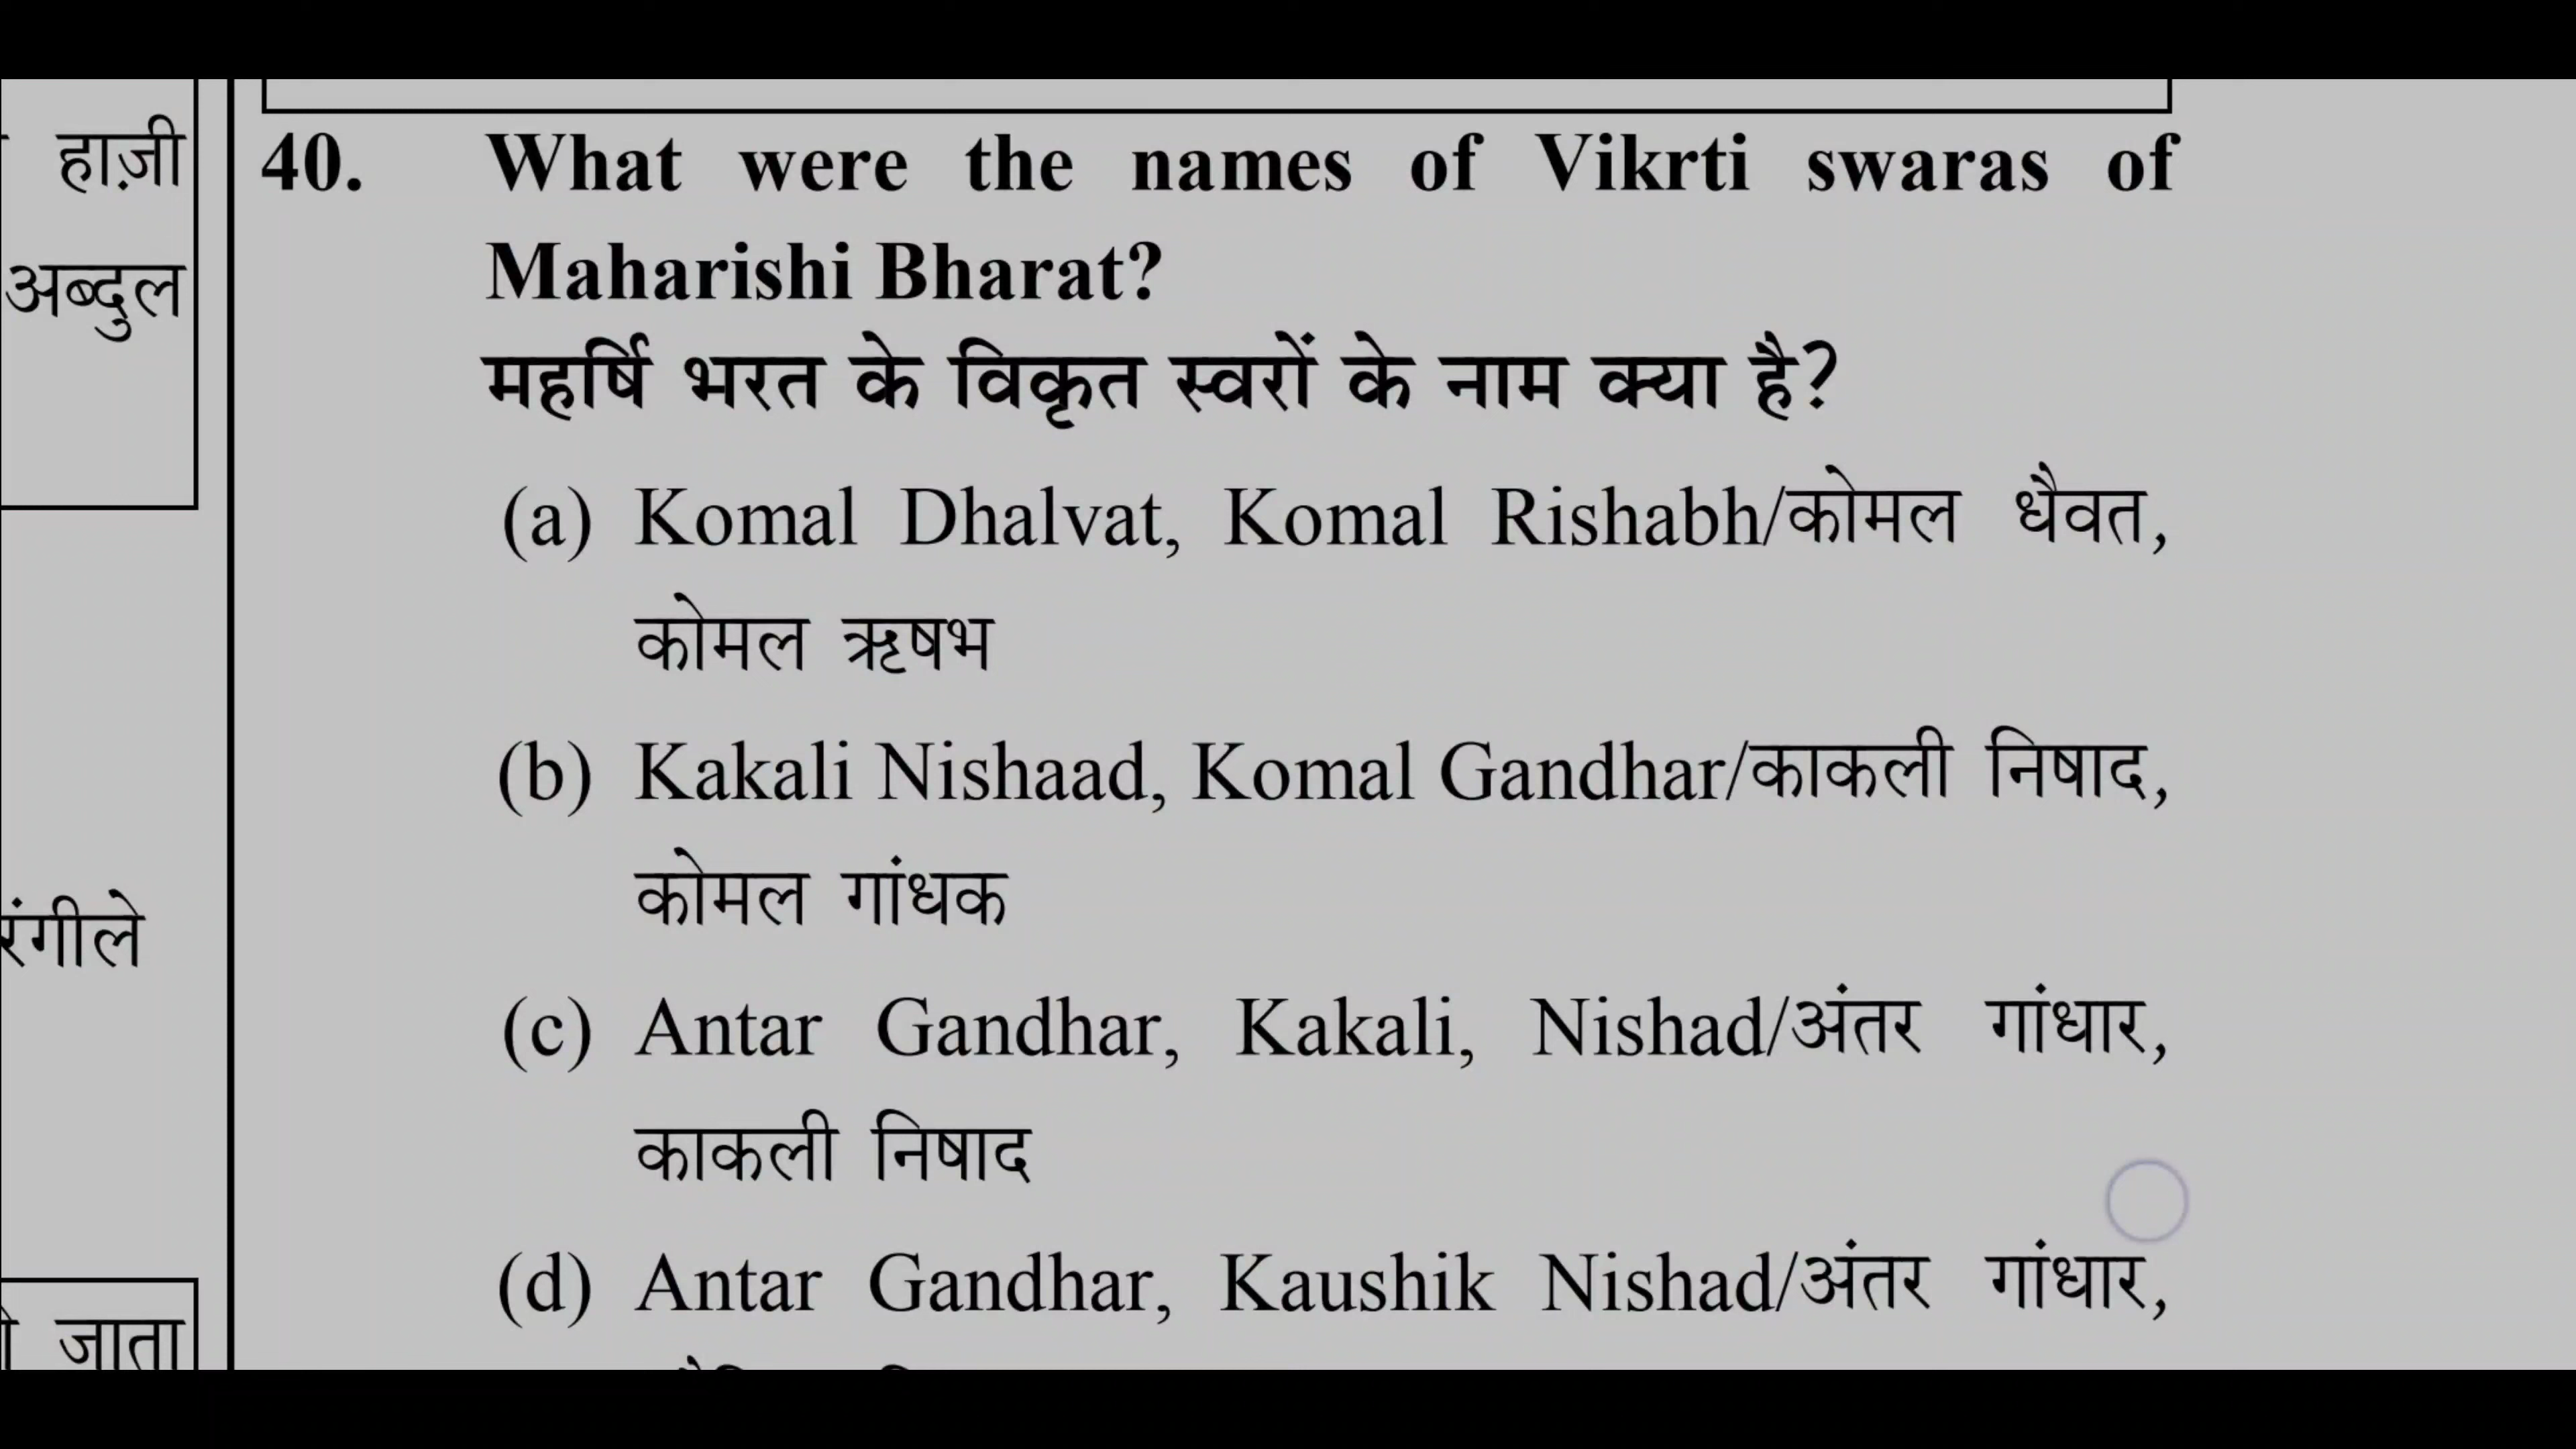 हाज़ी
अब्दुल
रंगीले
जाता
40. What were the names of Vikrti swaras of
Maharishi Bharat?
महर्षि भरत के विकृत स्वरों के नाम क्या है?
(a) Komal Dhalvat, Komal Rishabh/कोमल धैवत,
कोमल ऋषभ
(b) Kakali Nishaad, Komal Gandhar/काकली निषाद,
कोमल गांधक
(c) Antar Gandhar, Kakali, Nishad/अंतर गांधार,
काकली निषाद
(d) Antar Gandhar, Kaushik Nishad/अंतर गांधार,